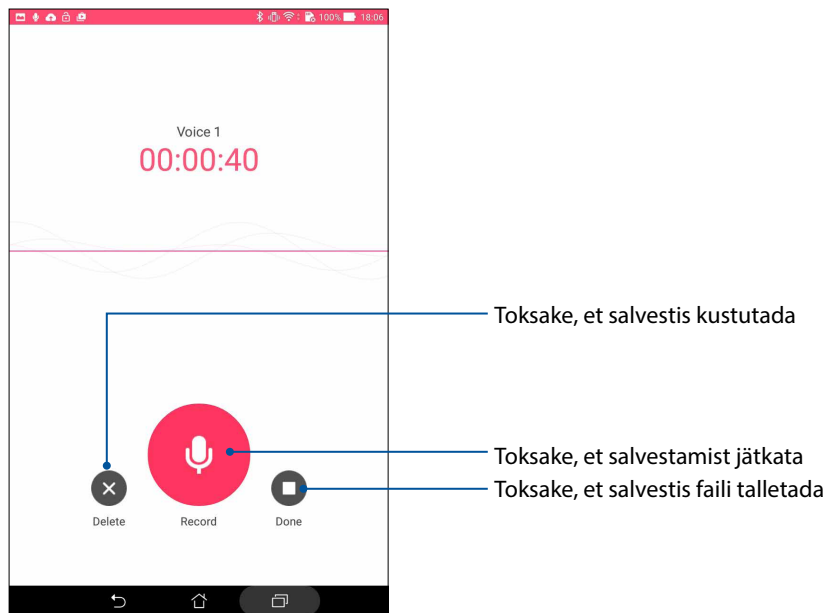 100% 18:06
Voice 1
00:00:40
Toksake, et salvestis kustutada
Toksake, et salvestamist jätkata
Toksake, et salvestis faili talletada
Delete
Record
Done